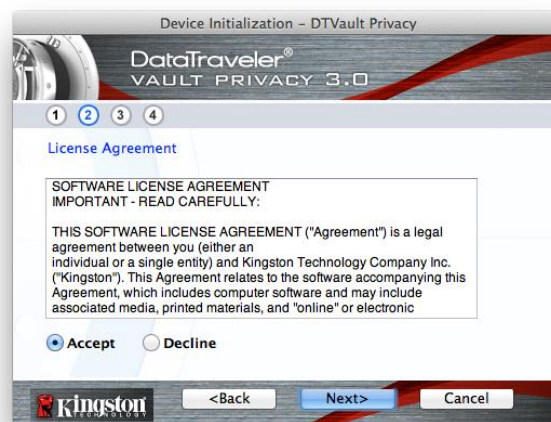 Device Initialization – DTVault Privacy
DataTraveler®
VAULT PRIVACY 3.0
1 2 3 4
License Agreement
SOFTWARE LICENSE AGREEMENT
IMPORTANT - READ CAREFULLY:
THIS SOFTWARE LICENSE AGREEMENT ("Agreement") is a legal
agreement between you (either an
individual or a single entity) and Kingston Technology Company Inc.
("Kingston"). This Agreement relates to the software accompanying this
Agreement, which includes computer software and may include
associated media, printed materials, and "online" or electronic
Accept Decline
Kingston
TECHNOLOGY
<Back Next> Cancel